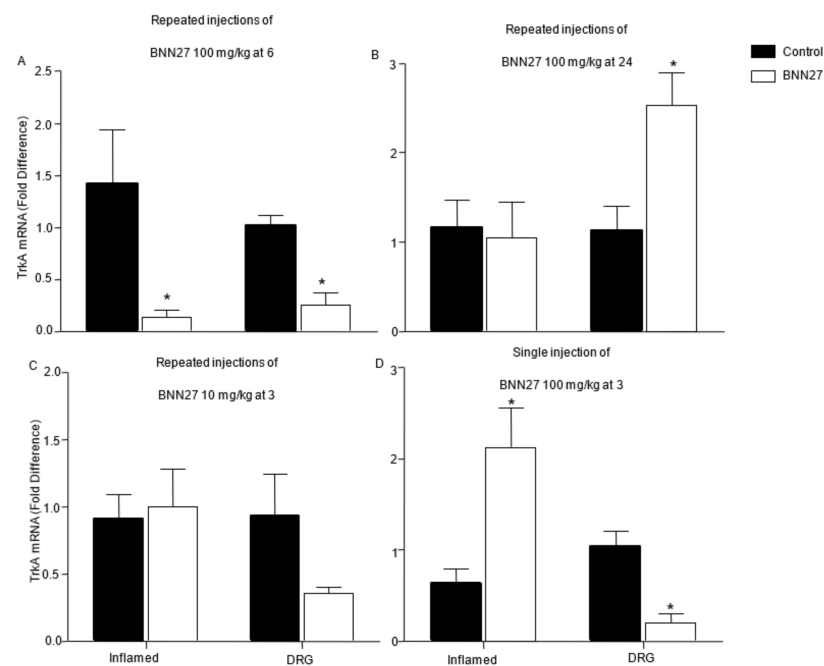 Repeated injections of
BNN27 100 mg/kg at 6
A
2.5
2.0
1.5
1.0
0.5
0.0
TrkA mRNA (Fold Difference)
*
*
Repeated injections of
BNN27 100 mg/kg at 24
B
3
2
1
0
*
Control
BNN27
Repeated injections of
BNN27 10 mg/kg at 3
C
2.0
1.5
1.0
0.5
0.0
TrkA mRNA (Fold Difference)
Inflamed
DRG
Single injection of
BNN27 100 mg/kg at 3
D
3
2
1
0
*
*
Inflamed
DRG